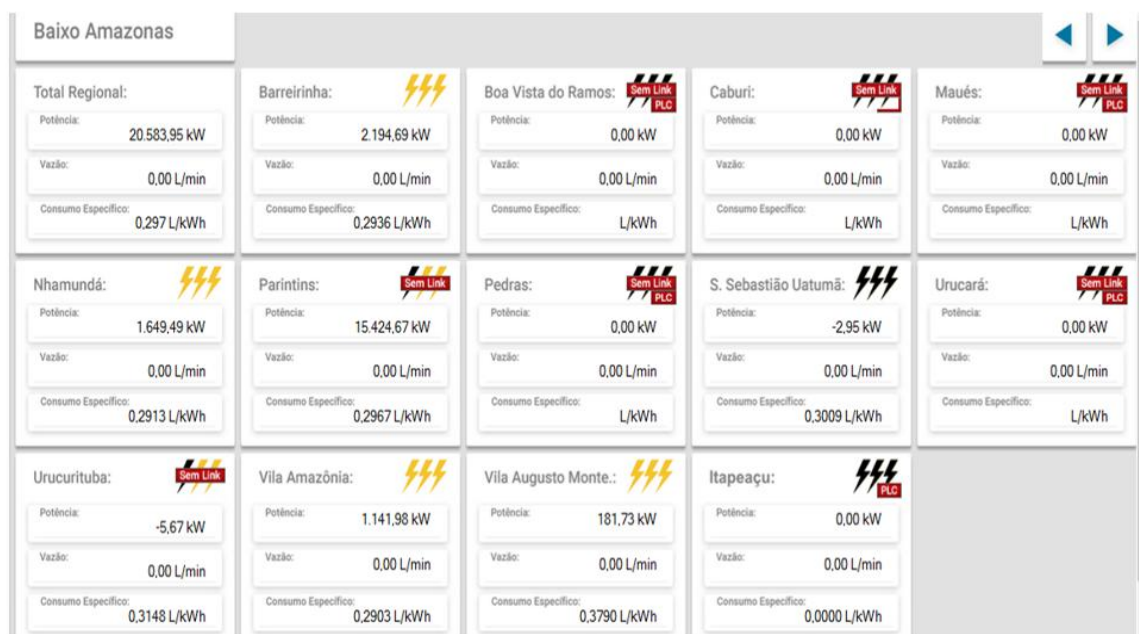 Baixo Amazonas
Total Regional:
Potência:
20.583,95 kW
Vazão:
0,00 L/min
Consumo Específico:
0,297 L/kWh
Barreirinha:
Potência:
2.194,69 kW
Vazão:
0,00 L/min
Consumo Específico:
0,2936 L/kWh
Boa Vista do Ramos:
Sem Link
PLC
Potência:
0,00 kW
Vazão:
0,00 L/min
Consumo Específico:
L/kWh
Caburi:
Sem Link
Potência:
0,00 kW
Vazão:
0,00 L/min
Consumo Específico:
L/kWh
Maués:
Sem Link
PLC
Potência:
0,00 kW
Vazão:
0,00 L/min
Consumo Específico:
L/kWh
Nhamundá:
Potência:
1.649,49 kW
Vazão:
0,00 L/min
Consumo Específico:
0,2913 L/kWh
Parintins:
Sem Link
Potência:
15.424,67 kW
Vazão:
0,00 L/min
Consumo Específico:
0,2967 L/kWh
Pedras:
Sem Link
PLC
Potência:
0,00 kW
Vazão:
0,00 L/min
Consumo Específico:
L/kWh
S. Sebastião Uatumã:
Potência:
-2,95 kW
Vazão:
0,00 L/min
Consumo Específico:
0,3009 L/kWh
Urucará:
Sem Link
PLC
Potência:
0,00 kW
Vazão:
0,00 L/min
Consumo Específico:
L/kWh
Urucurituba:
Sem Link
Potência:
-5,67 kW
Vazão:
0,00 L/min
Consumo Específico:
0,3148 L/kWh
Vila Amazônia:
Potência:
1.141,98 kW
Vazão:
0,00 L/min
Consumo Específico:
0,2903 L/kWh
Vila Augusto Monte.:
Potência:
181,73 kW
Vazão:
0,00 L/min
Consumo Específico:
0,3790 L/kWh
Itapeaçu:
PLC
Potência:
0,00 kW
Vazão:
0,00 L/min
Consumo Específico:
0,0000 L/kWh